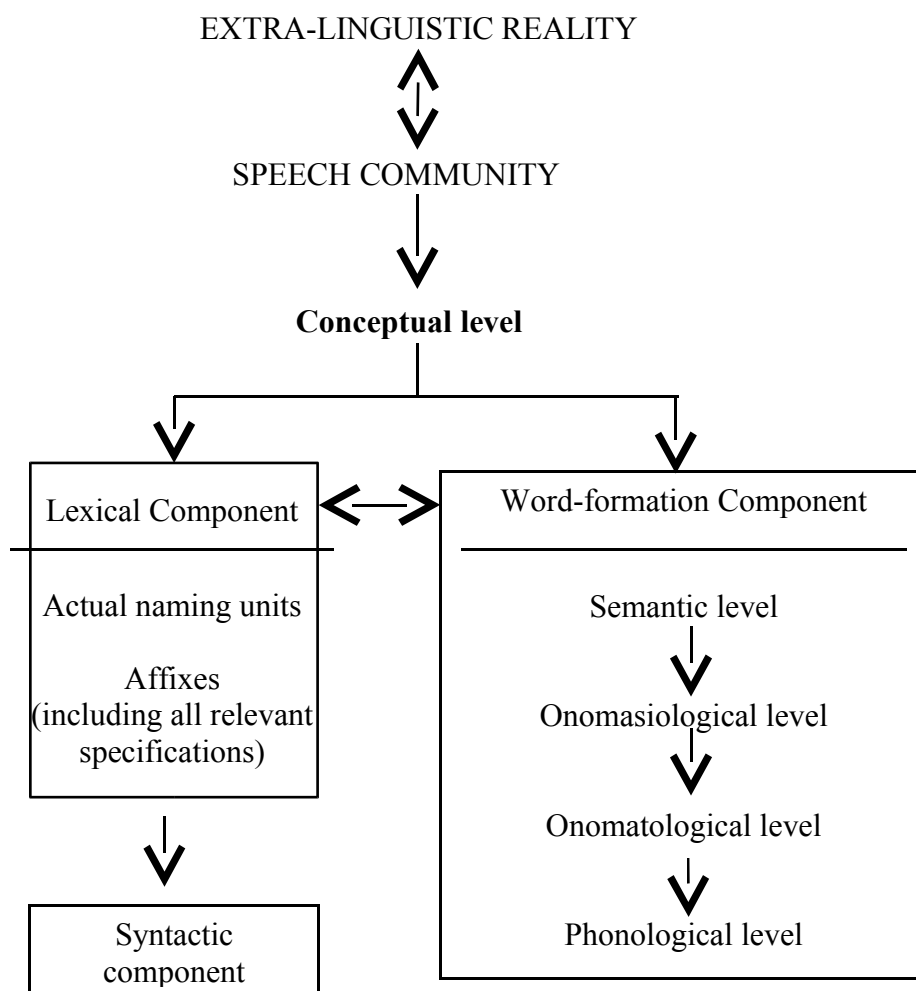 EXTRA-LINGUISTIC REALITY
SPEECH COMMUNITY
Conceptual level
Lexical Component
Actual naming units
Affixes
(including all relevant
specifications)
Syntactic
component
Word-formation Component
Semantic level
Onomasiological level
Onomatological level
Phonological level